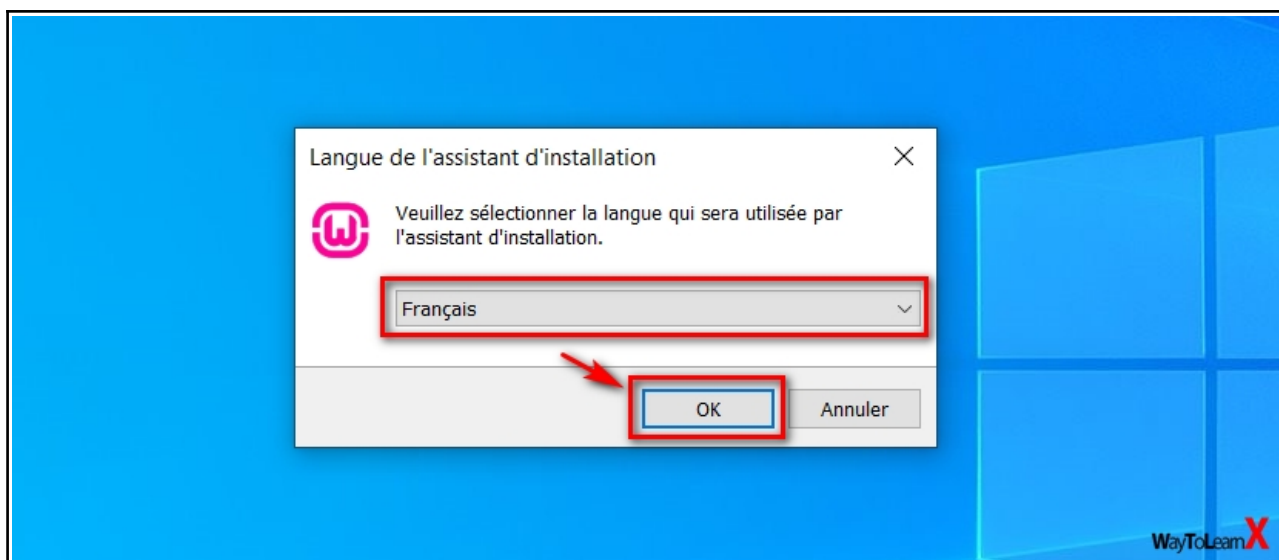 Langue de l'assistant d'installation
Veuillez sélectionner la langue qui sera utilisée par
l'assistant d'installation.
Français
OK
Annuler
WayToLearnX